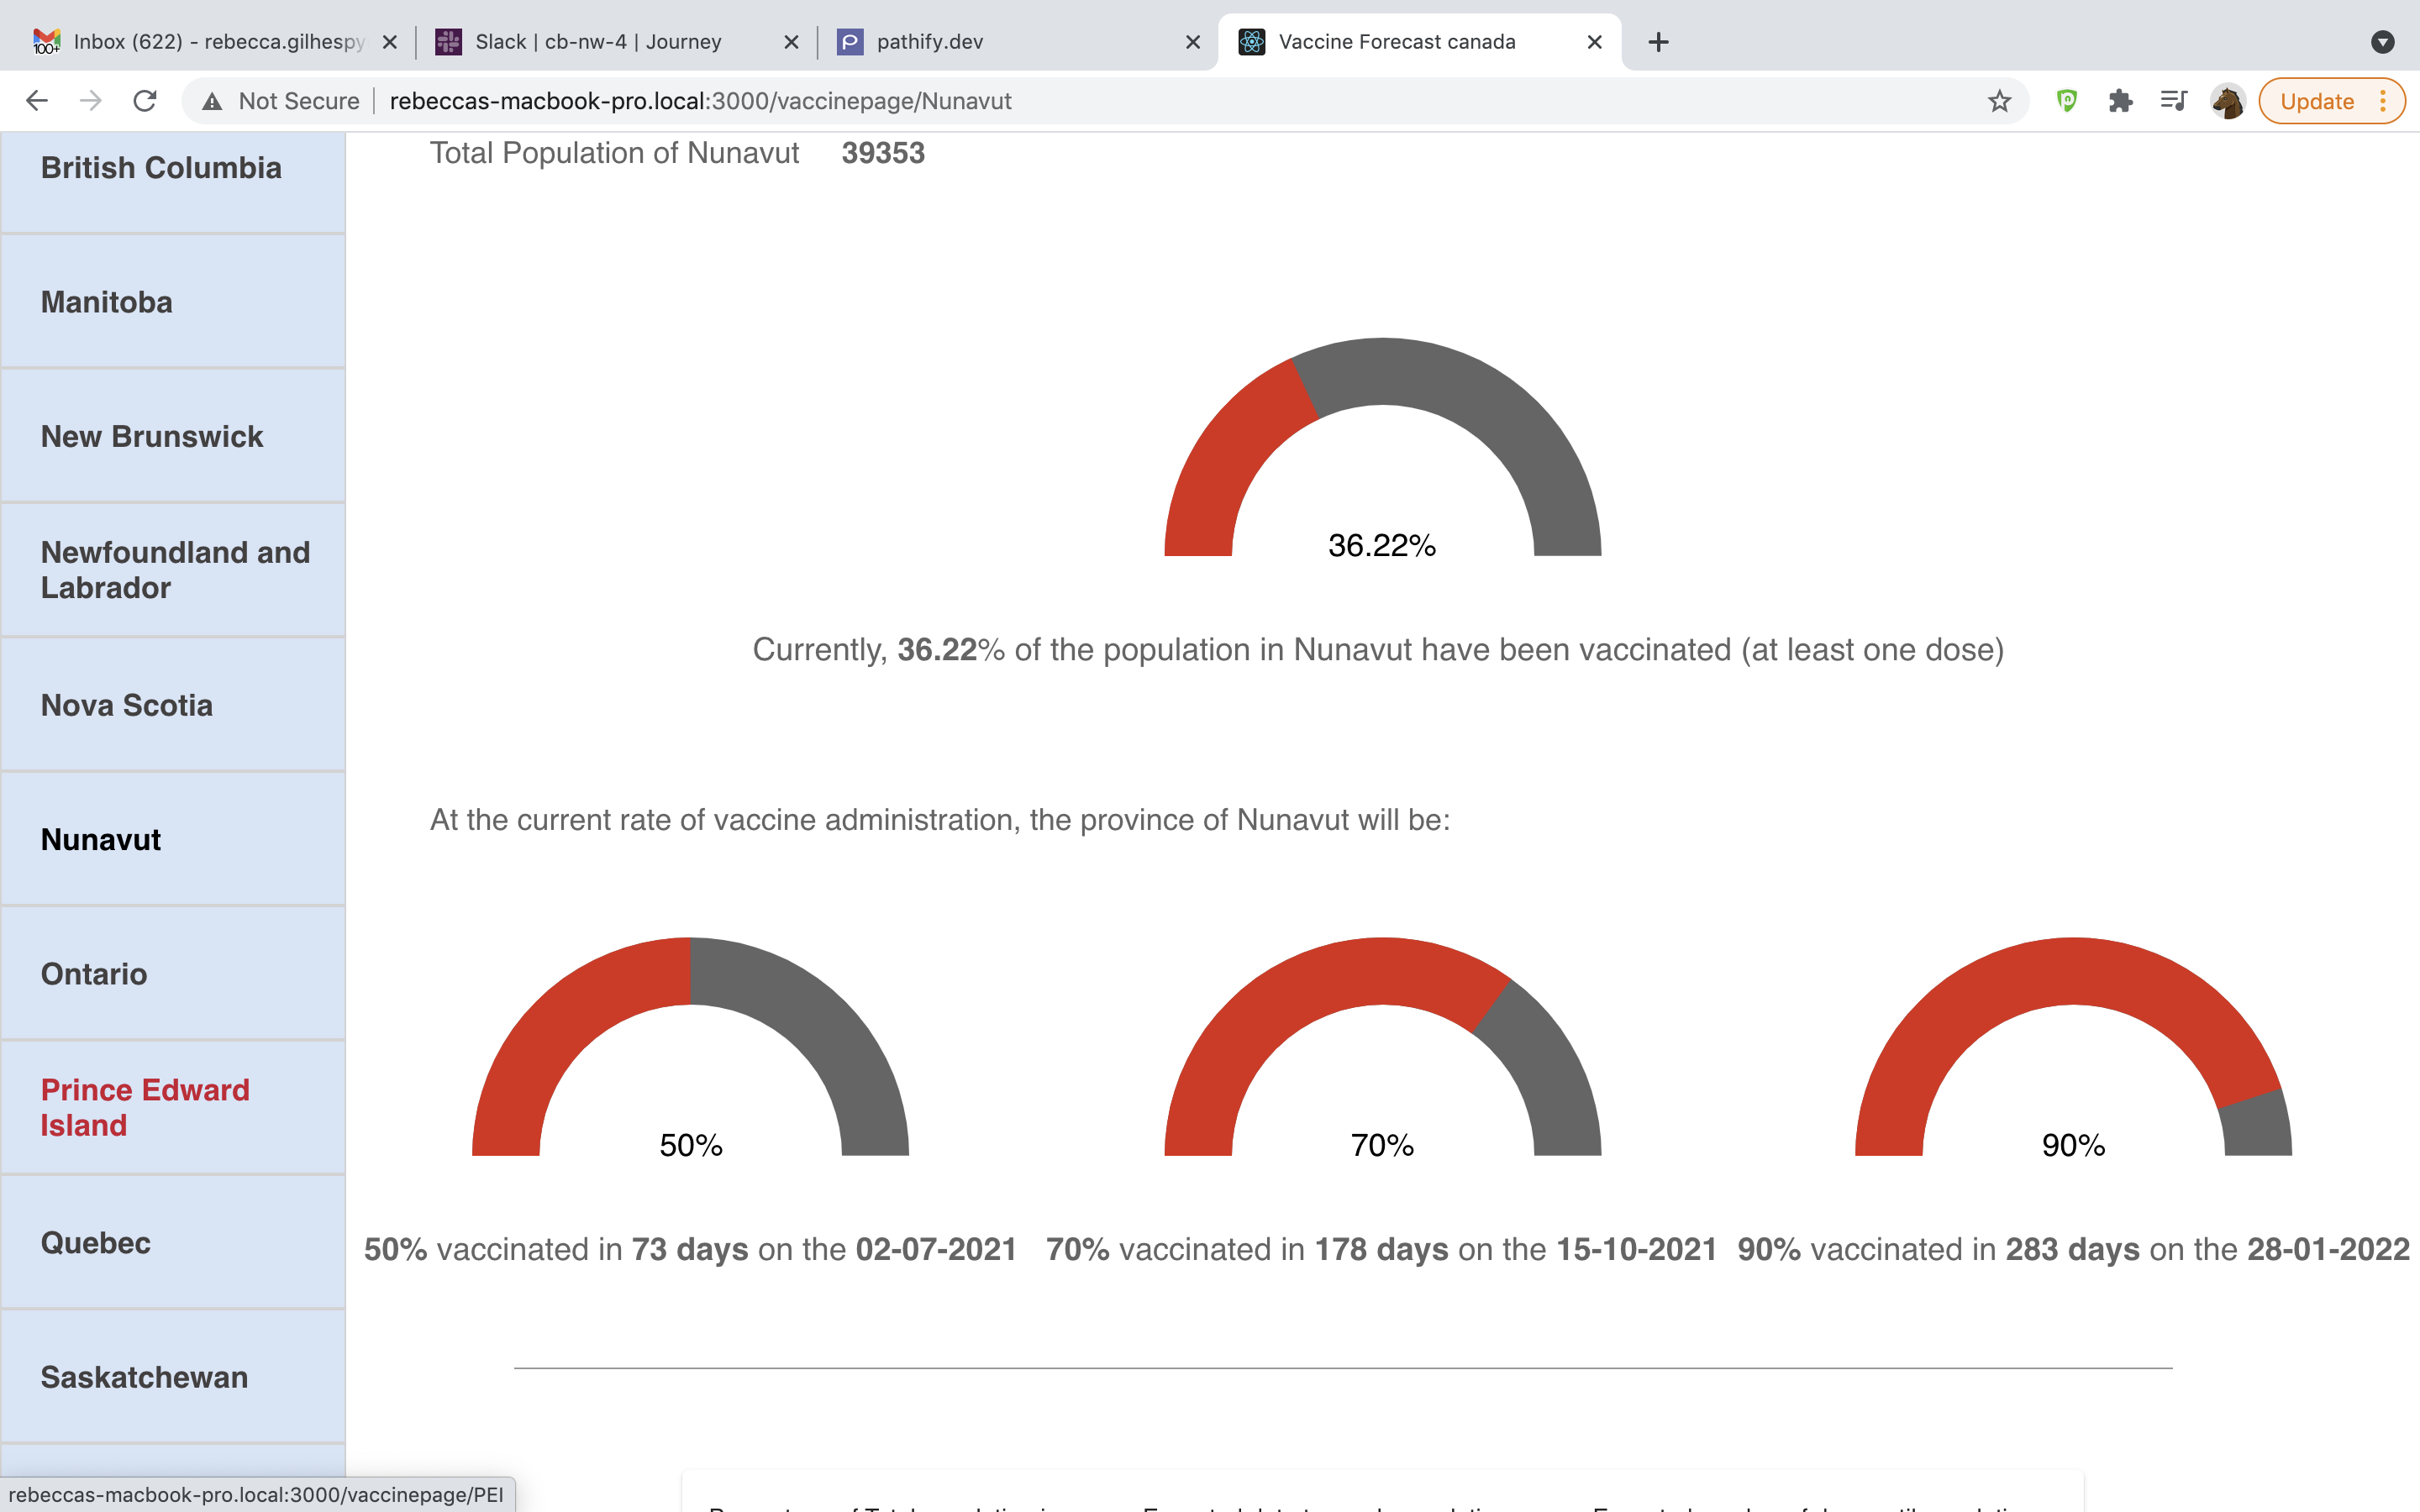 Inbox (622) - rebecca.gilhespy
Slack | cb-nw-4 | Journey
pathify.dev
Vaccine Forecast canada
Not Secure
rebeccas-macbook-pro.local:3000/vaccinepage/Nunavut
Update
British Columbia
Manitoba
New Brunswick
Newfoundland and
Labrador
Nova Scotia
Nunavut
Ontario
Prince Edward
Island
Quebec
Saskatchewan
Total Population of Nunavut 39353
36.22%
Currently, 36.22% of the population in Nunavut have been vaccinated (at least one dose)
At the current rate of vaccine administration, the province of Nunavut will be:
50%
70%
90%
50% vaccinated in 73 days on the 02-07-2021
70% vaccinated in 178 days on the 15-10-2021
90% vaccinated in 283 days on the 28-01-2022
rebeccas-macbook-pro.local:3000/vaccinepage/PEI